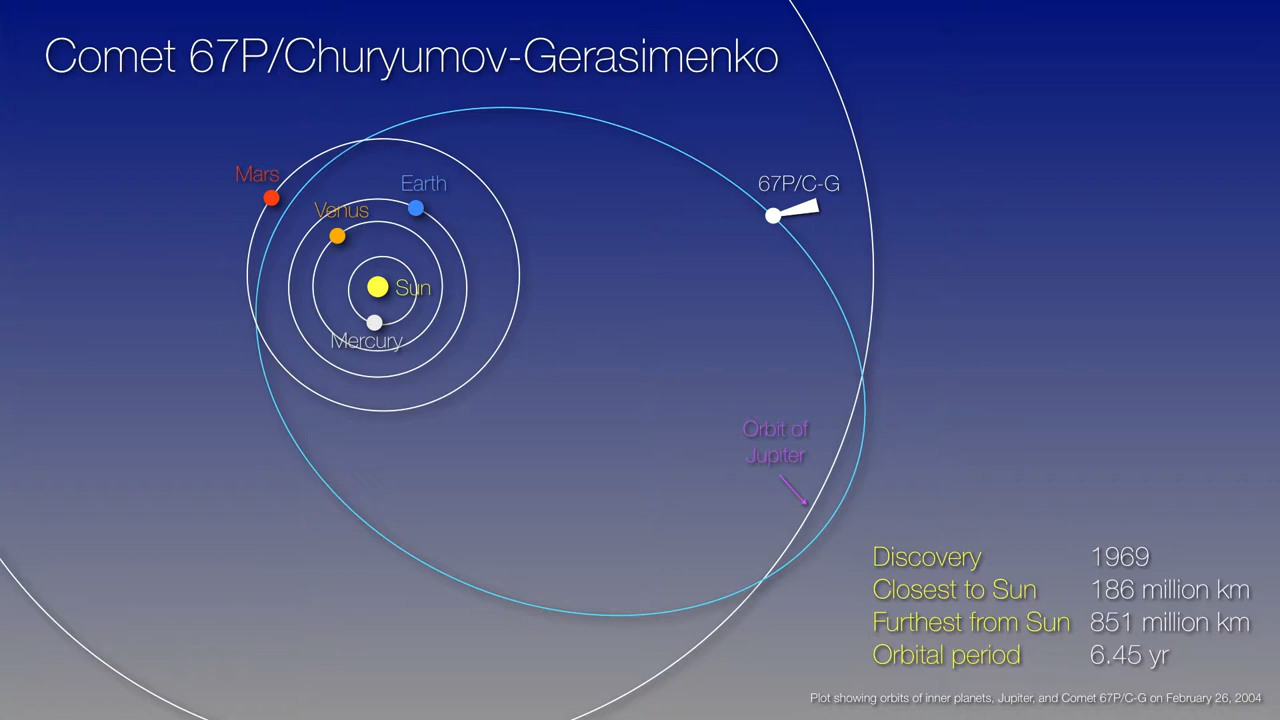 Comet 67P/Churyumov-Gerasimenko
Mars
Earth
67P/C-G
Venus
Sun
Mercury
Orbit of
Jupiter
Discovery 1969
Closest to Sun 186 million km
Furthest from Sun 851 million km
Orbital period 6.45 yr
Plot showing orbits of inner planets, Jupiter, and Comet 67P/C-G on February 26, 2004